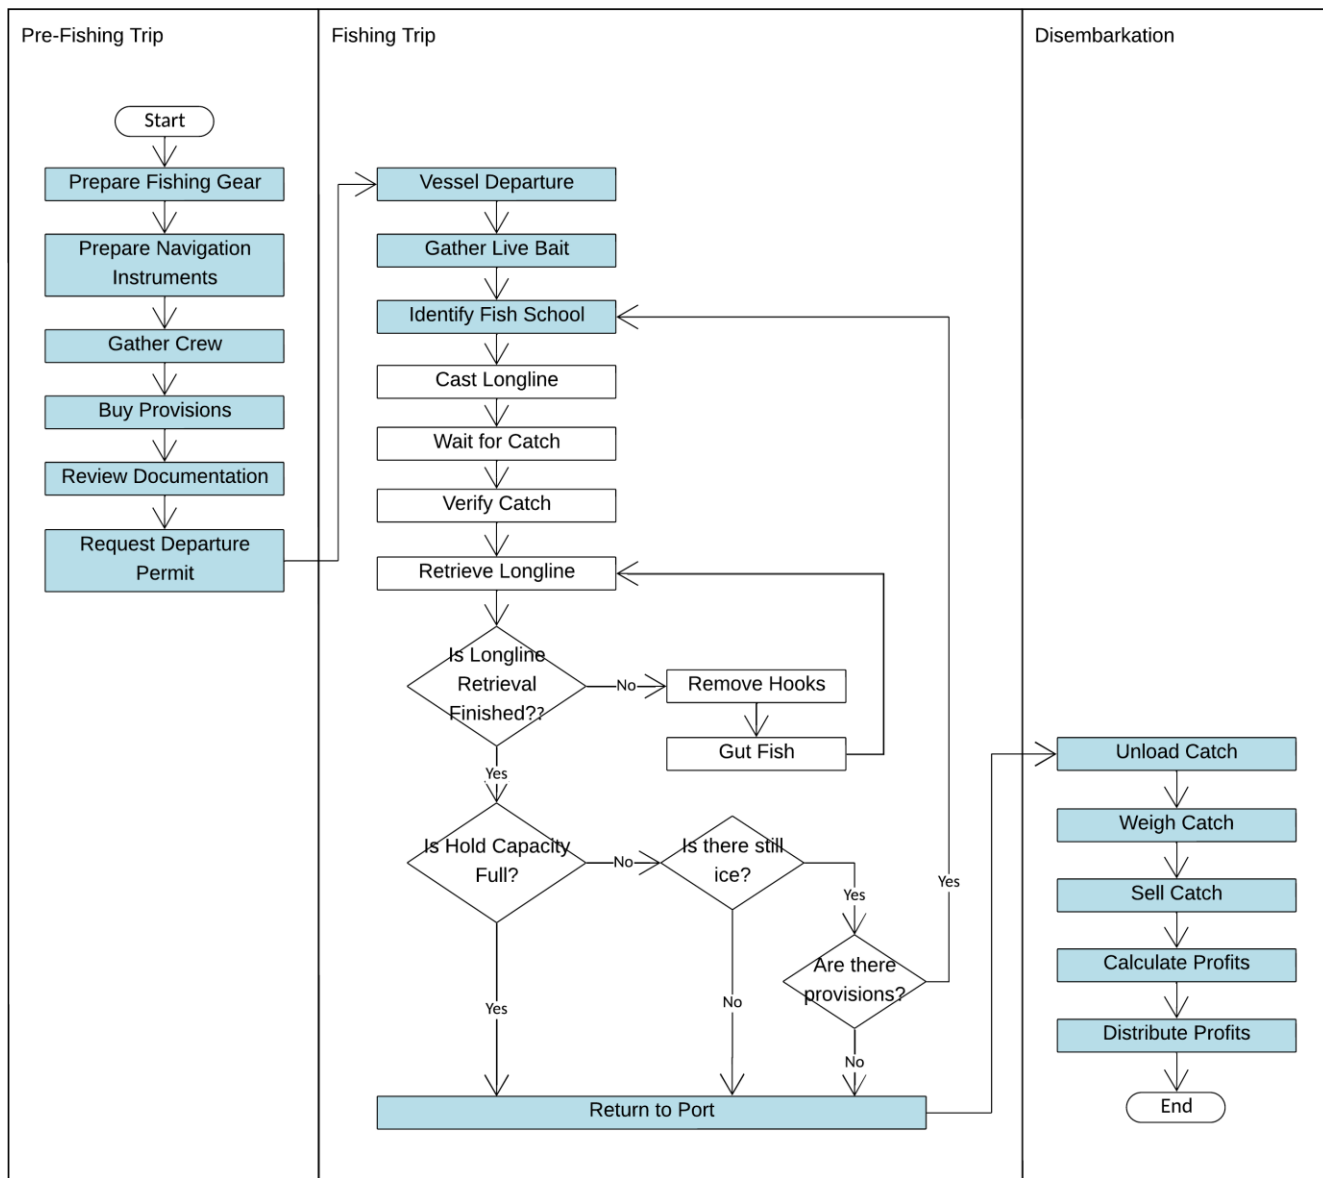 Pre-Fishing Trip
Start
Prepare Fishing Gear
Prepare Navigation
Instruments
Gather Crew
Buy Provisions
Review Documentation
Request Departure
Permit
Fishing Trip
Vessel Departure
Gather Live Bait
Identify Fish School
Cast Longline
Wait for Catch
Verify Catch
Retrieve Longline
Is Longline
Retrieval
Finished??
No
Remove Hooks
Gut Fish
Yes
Is Hold Capacity
Full?
No
Is there still
ice?
Yes
Are there
provisions?
Yes
Yes
No
No
Return to Port
Disembarkation
Unload Catch
Weigh Catch
Sell Catch
Calculate Profits
Distribute Profits
End